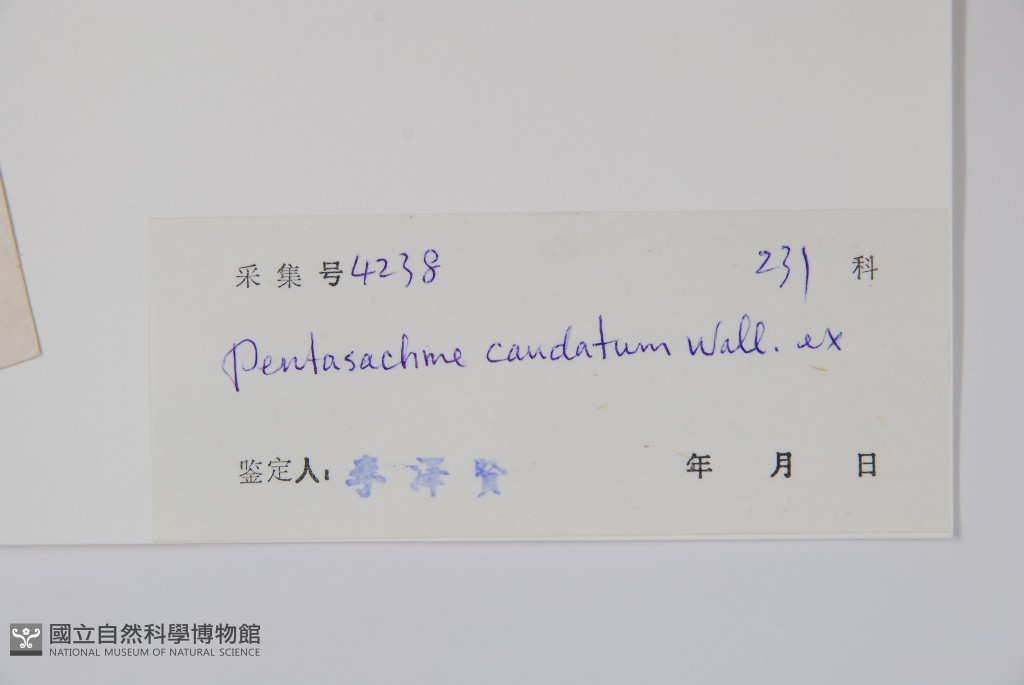 采集号4238 231 科
Pentasachme caudatum Wall. ex
鉴定人: 李泽贤 年 月 日
國立自然科學博物館
NATIONAL MUSEUM OF NATURAL SCIENCE